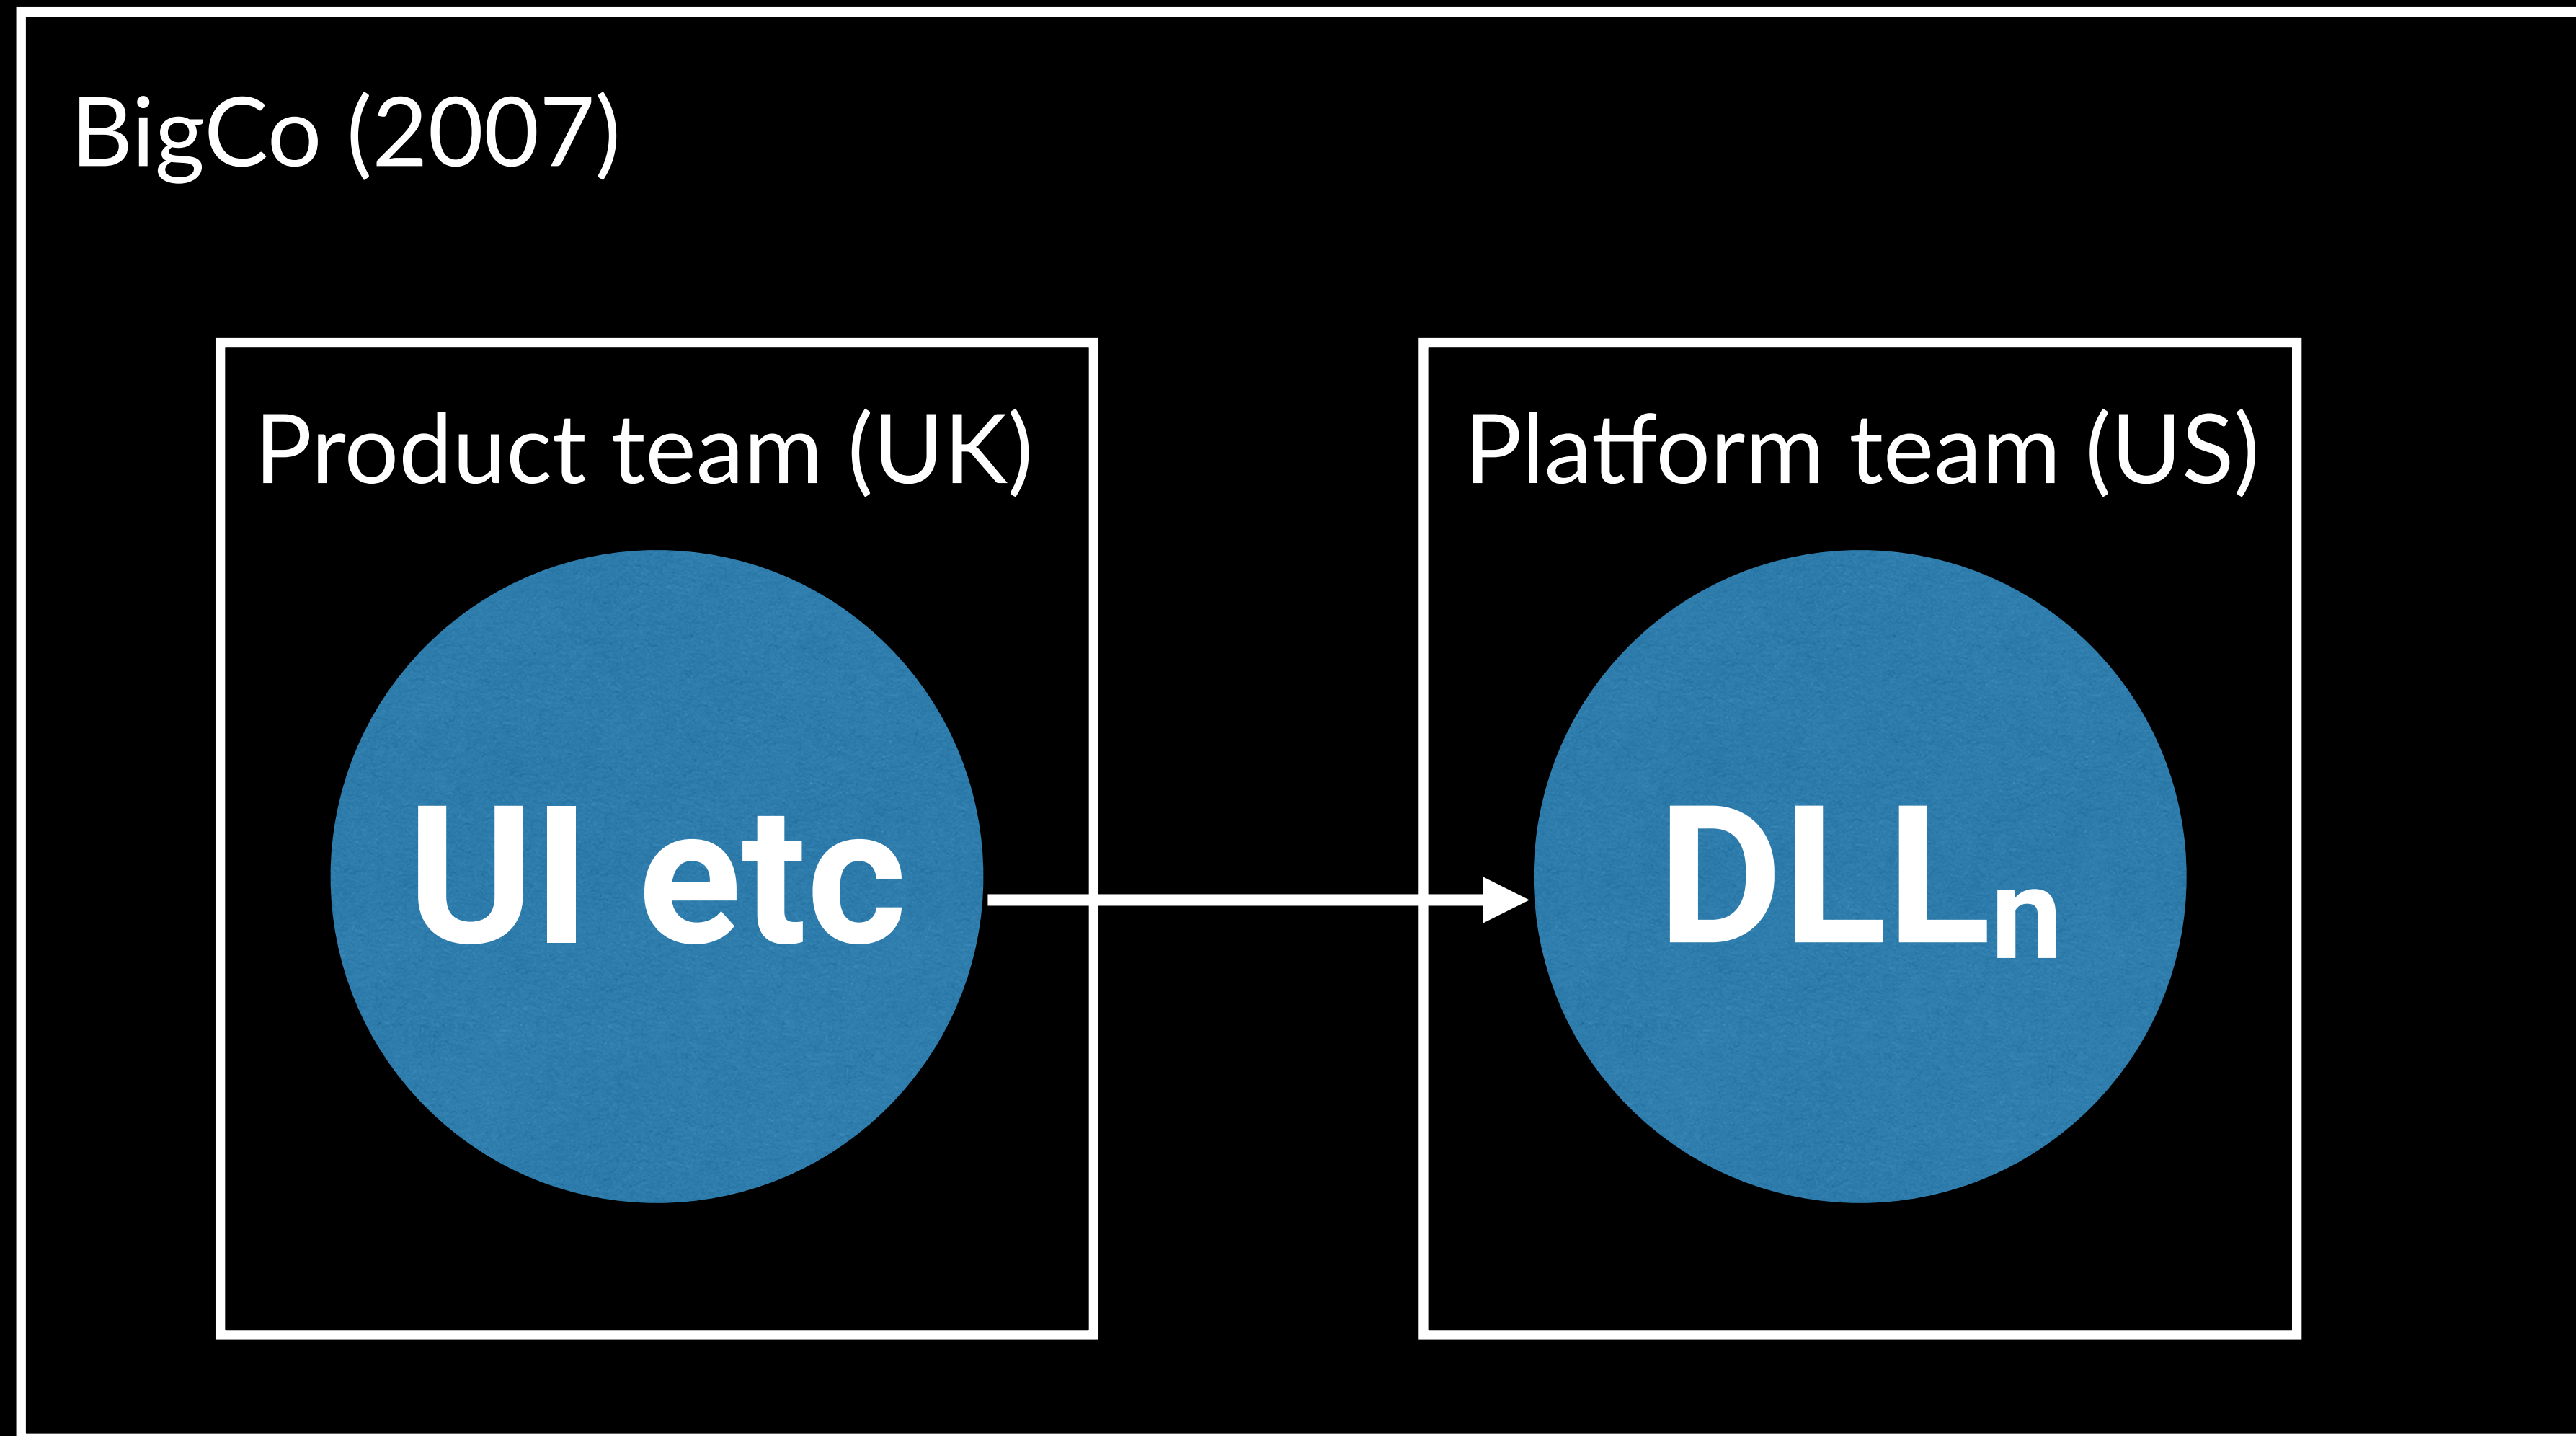 BigCo (2007)
Product team (UK)
Platform team (US)
UI etc
DLLn